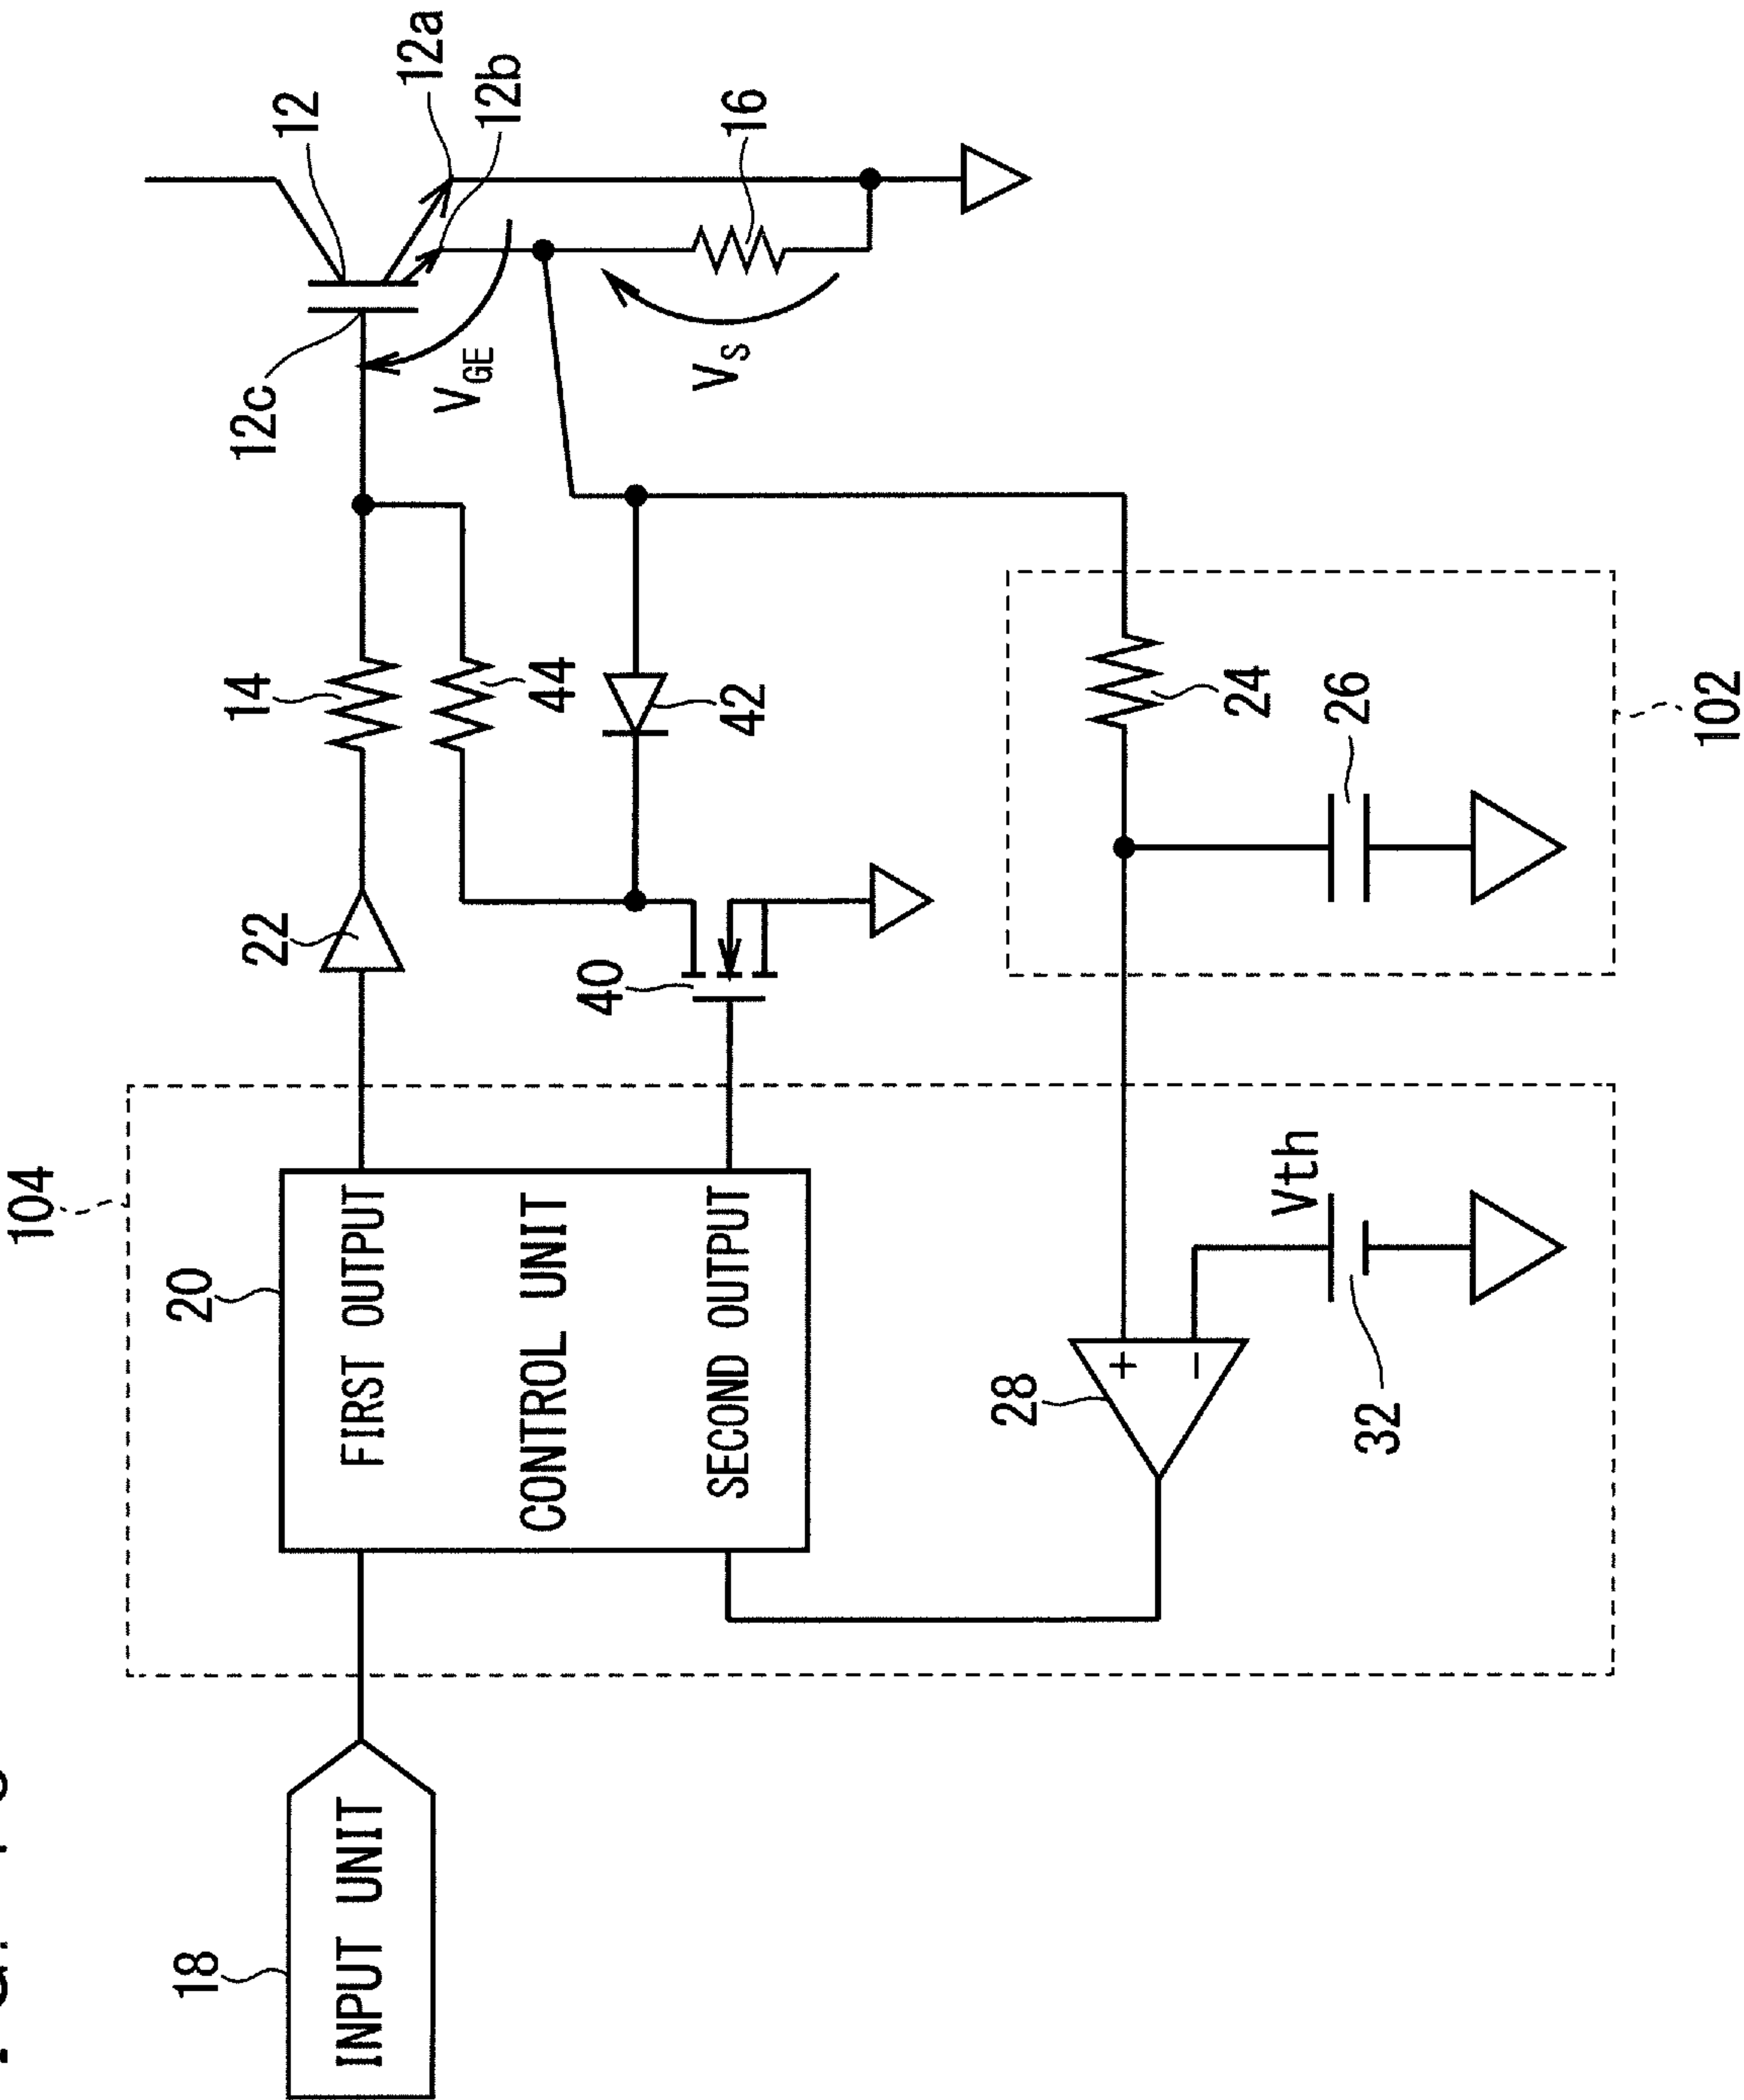 104
20
FIRST OUTPUT
CONTROL UNIT
SECOND OUTPUT
18
INPUT UNIT
22
14
44
40
42
12
12a
12b
12c
V_GE
V_S
16
24
26
102
28
+
−
Vth
32